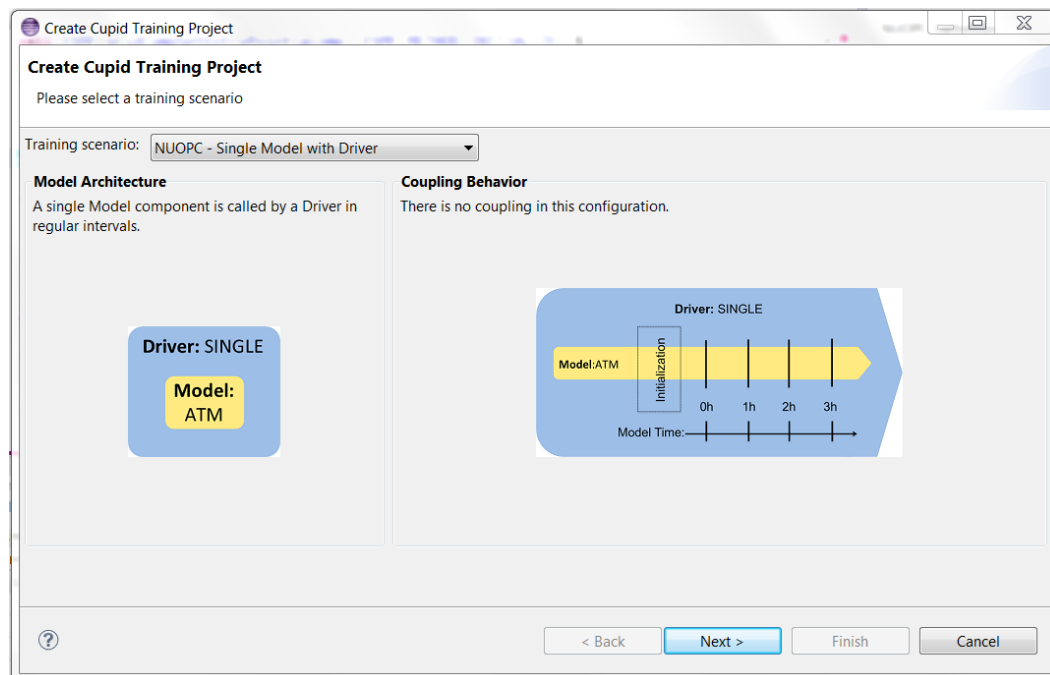 Create Cupid Training Project
Create Cupid Training Project
Please select a training scenario
Training scenario:
NUOPC - Single Model with Driver
Model Architecture
A single Model component is called by a Driver in
regular intervals.
Driver: SINGLE
Model:
ATM
Coupling Behavior
There is no coupling in this configuration.
Driver: SINGLE
Model:ATM
Initialization
0h 1h 2h 3h
Model Time:
?
< Back Next > Finish Cancel